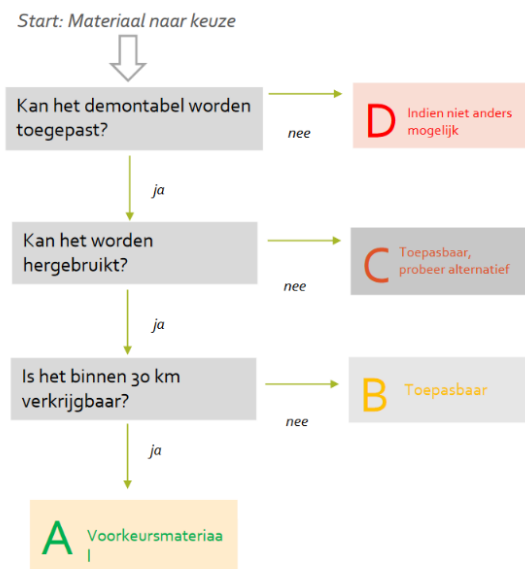 Start: Materiaal naar keuze
Kan het demontabel worden
toegepast?
nee
D
Indien niet anders
mogelijk
ja
Kan het worden
hergebruikt?
nee
C
Toepasbaar,
probeer alternatief
ja
Is het binnen 30 km
verkrijgbaar?
nee
B
Toepasbaar
ja
A
Voorkeursmateriaa
l